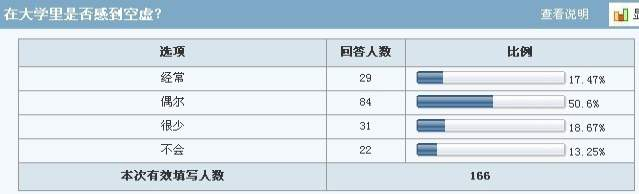 在大学里是否感到空虚?
查看说明
选项 回答人数 比例
经常 29 17.47%
偶尔 84 50.6%
很少 31 18.67%
不会 22 13.25%
本次有效填写人数 166